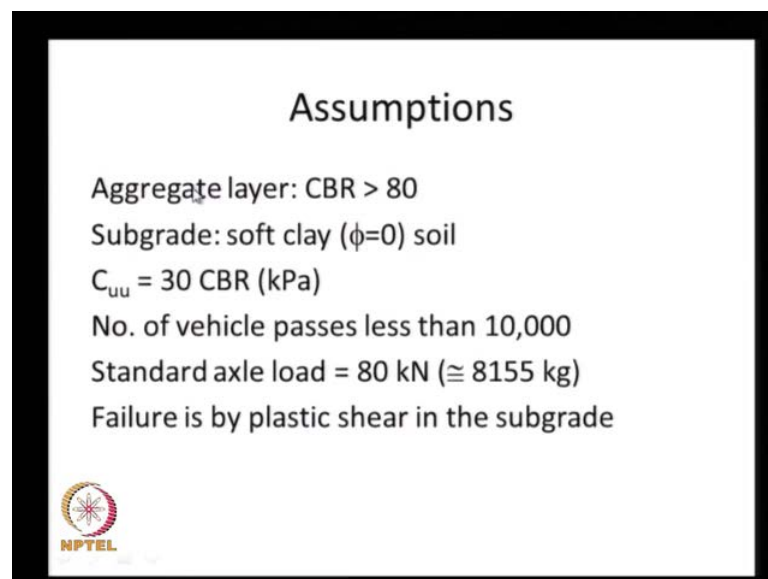 Assumptions
Aggregate layer: CBR > 80
Subgrade: soft clay (ϕ=0) soil
Cuu = 30 CBR (kPa)
No. of vehicle passes less than 10,000
Standard axle load = 80 kN (≅ 8155 kg)
Failure is by plastic shear in the subgrade
NPTEL